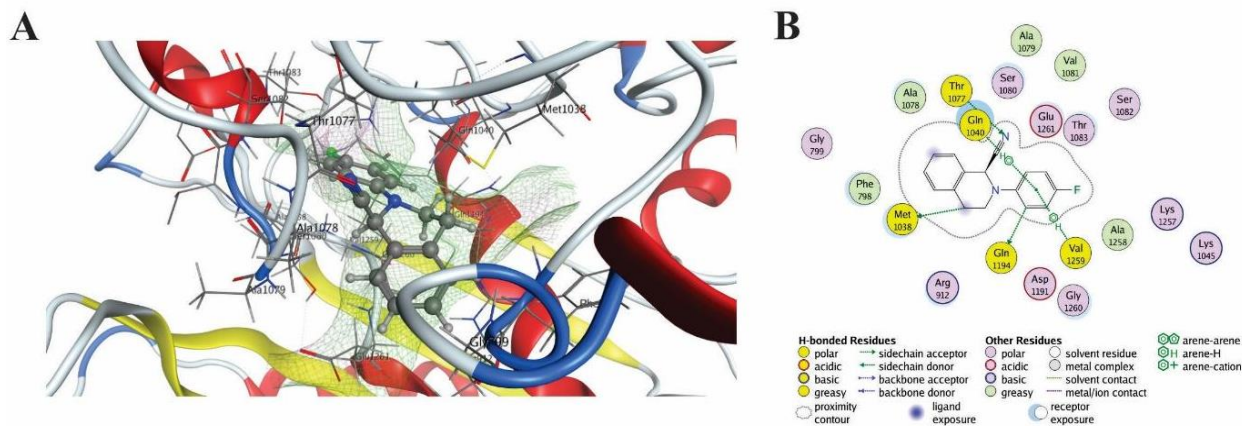 A
Thr1083
Thr1077
Met1038
Gln1040
Ala1078
Ala1079
B
Ala
1079
Val
1081
Thr
1077
Ser
1080
Ala
1078
Ser
1082
Gln
1040
Glu
1261
Thr
1083
Gly
799
N
H
Phe
798
N
F
Met
1038
H
Lys
1257
Ala
1258
Gln
1194
Val
1259
Lys
1045
Arg
912
Asp
1191
Gly
1260
H-bonded Residues
polar
acidic
basic
greasy
sidechain acceptor
sidechain donor
backbone acceptor
backbone donor
Other Residues
polar
acidic
basic
greasy
solvent residue
metal complex
solvent contact
metal/ion contact
arene-arene
H arene-H
+ arene-cation
proximity
contour
ligand
exposure
receptor
exposure